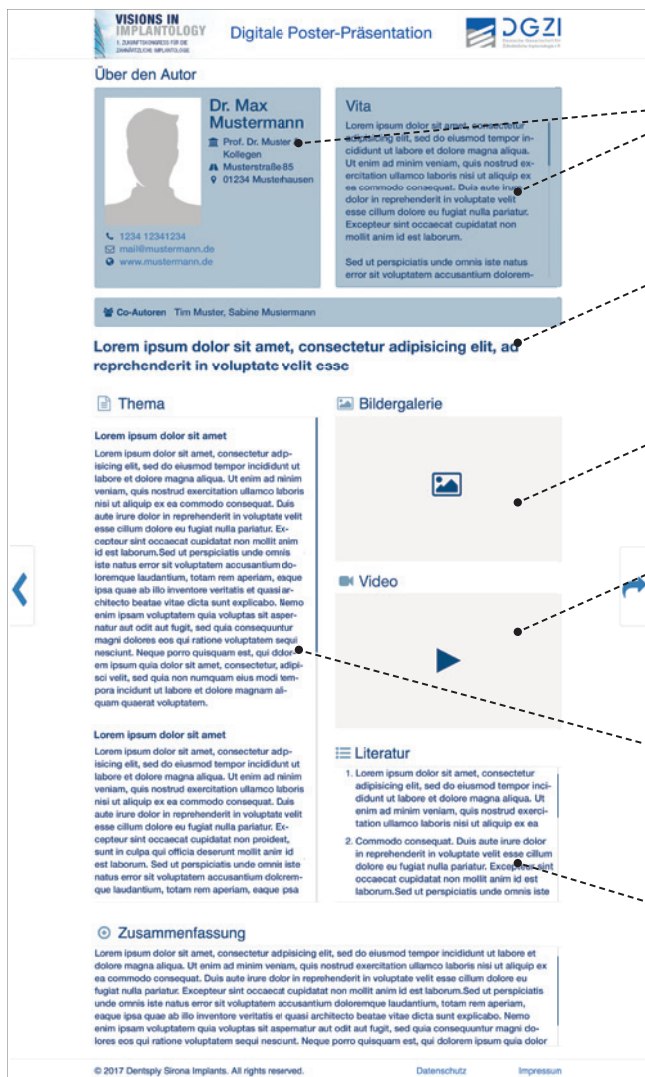 VISIONS IN
IMPLANTOLOGY
1. ZUKUNFTSKONGRESS FÜR DIE
ZAHNÄRZTLICHE IMPLANTOLOGIE
Digitale Poster-Präsentation
DGZI
Deutsche Gesellschaft für
Zahnärztliche Implantologie e.V.
Über den Autor
Dr. Max
Mustermann
Prof. Dr. Muster &
Kollegen
Musterstraße 85
01234 Musterhausen
1234 12341234
mail@mustermann.de
www.mustermann.de
Vita
Lorem ipsum dolor sit amet, consectetur
adipisicing elit, sed do eiusmod tempor in-
cididunt ut labore et dolore magna aliqua.
Ut enim ad minim veniam, quis nostrud ex-
ercitation ullamco laboris nisi ut aliquip ex
ea commodo consequat. Duis aute irure
dolor in reprehenderit in voluptate velit
esse cillum dolore eu fugiat nulla pariatur.
Excepteur sint occaecat cupidatat non
mollit anim id est laborum.
Sed ut perspiciatis unde omnis iste natus
error sit voluptatem accusantium dolorem-
Co-Autoren Tim Muster, Sabine Mustermann
Lorem ipsum dolor sit amet, consectetur adipisicing elit, ad
reprehenderit in voluptate velit esse
Thema
Lorem ipsum dolor sit amet
Lorem ipsum dolor sit amet, consectetur adip-
isicing elit, sed do eiusmod tempor incididunt ut
labore et dolore magna aliqua. Ut enim ad minim
veniam, quis nostrud exercitation ullamco laboris
nisi ut aliquip ex ea commodo consequat. Duis
aute irure dolor in reprehenderit in voluptate velit
esse cillum dolore eu fugiat nulla pariatur. Ex-
cepteur sint occaecat cupidatat non mollit anim
id est laborum.Sed ut perspiciatis unde omnis
iste natus error sit voluptatem accusantium do-
loremque laudantium, totam rem aperiam, eaque
ipsa quae ab illo inventore veritatis et quasi ar-
chitecto beatae vitae dicta sunt explicabo. Nemo
enim ipsam voluptatem quia voluptas sit asper-
natur aut odit aut fugit, sed quia consequuntur
magni dolores eos qui ratione voluptatem sequi
nesciunt. Neque porro quisquam est, qui dolor-
em ipsum quia dolor sit amet, consectetur, adipi-
sci velit, sed quia non numquam eius modi tem-
pora incidunt ut labore et dolore magnam ali-
quam quaerat voluptatem.
Lorem ipsum dolor sit amet
Lorem ipsum dolor sit amet, consectetur adip-
isicing elit, sed do eiusmod tempor incididunt ut
labore et dolore magna aliqua. Ut enim ad minim
veniam, quis nostrud exercitation ullamco laboris
nisi ut aliquip ex ea commodo consequat. Duis
aute irure dolor in reprehenderit in voluptate velit
esse cillum dolore eu fugiat nulla pariatur. Ex-
cepteur sint occaecat cupidatat non proident,
sunt in culpa qui officia deserunt mollit anim id
est laborum. Sed ut perspiciatis unde omnis iste
natus error sit voluptatem accusantium dolorem-
que laudantium, totam rem aperiam, eaque psa
Bildergalerie
Video
Literatur
1. Lorem ipsum dolor sit amet, consectetur
adipisicing elit, sed do eiusmod tempor inci-
didunt ut labore et dolore magna aliqua. Ut
enim ad minim veniam, quis nostrud exerci-
tation ullamco laboris nisi ut aliquip ex ea
2. Commodo consequat. Duis aute irure dolor
in reprehenderit in voluptate velit esse cillum
dolore eu fugiat nulla pariatur. Excepteur sint
occaecat cupidatat non mollit anim id est
laborum.Sed ut perspiciatis unde omnis iste
Zusammenfassung
Lorem ipsum dolor sit amet, consectetur adipisicing elit, sed do eiusmod tempor incididunt ut labore et
dolore magna aliqua. Ut enim ad minim veniam, quis nostrud exercitation ullamco laboris nisi ut aliquip ex
ea commodo consequat. Duis aute irure dolor in reprehenderit in voluptate velit esse cillum dolore eu
fugiat nulla pariatur. Excepteur sint occaecat cupidatat non mollit anim id est laborum.Sed ut perspiciatis
unde omnis iste natus error sit voluptatem accusantium doloremque laudantium, totam rem aperiam,
eaque ipsa quae ab illo inventore veritatis et quasi architecto beatae vitae dicta sunt explicabo. Nemo
enim ipsam voluptatem quia voluptas sit aspernatur aut odit aut fugit, sed quia consequuntur magni do-
lores eos qui ratione voluptatem sequi nesciunt. Neque porro quisquam est, qui dolorem ipsum quia dolor
© 2017 Dentsply Sirona Implants. All rights reserved.
Datenschutz
Impressum